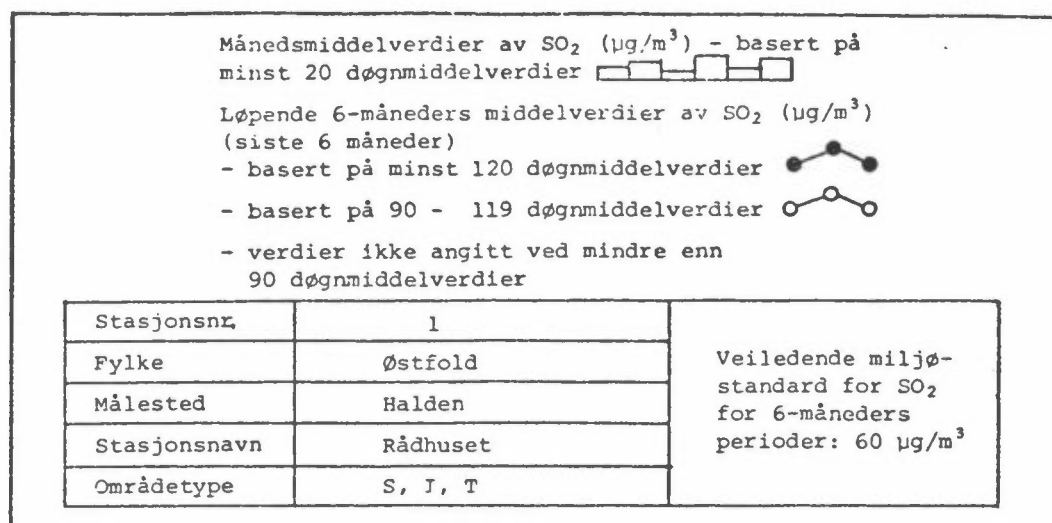 Månedsmiddelverdier av SO₂ (µg/m³) - basert på
minst 20 døgnmiddelverdier
Løpende 6-måneders middelverdier av SO₂ (µg/m³)
(siste 6 måneder)
- basert på minst 120 døgnmiddelverdier
- basert på 90 - 119 døgnmiddelverdier
- verdier ikke angitt ved mindre enn
90 døgnmiddelverdier
Stasjonsnr. 1
Fylke Østfold
Målested Halden
Stasjonsnavn Rådhuset
Områdetype S, I, T
Veiledende miljø-
standard for SO₂
for 6-måneders
perioder: 60 µg/m³